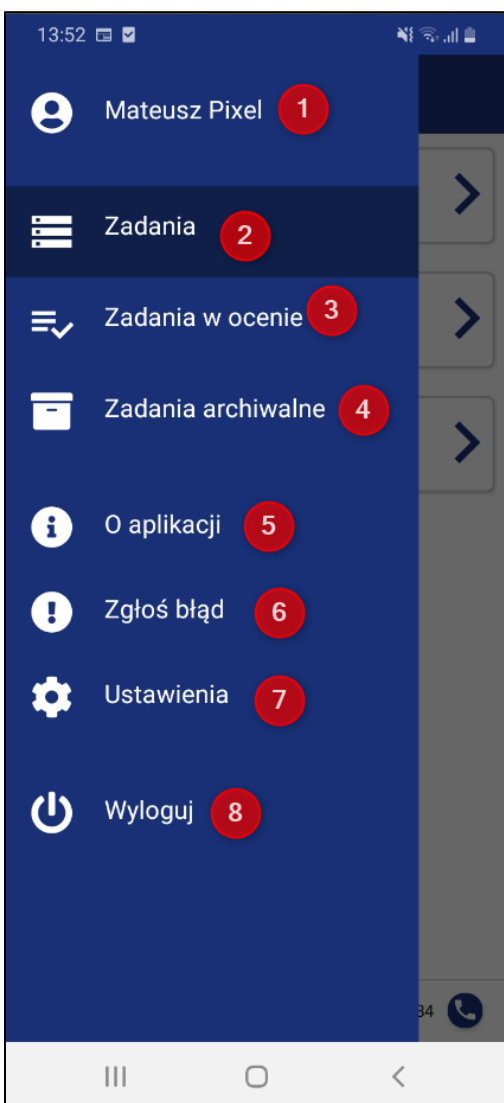 13:52
Mateusz Pixel 1
Zadania 2
Zadania w ocenie 3
Zadania archiwalne 4
O aplikacji 5
Zgłoś błąd 6
Ustawienia 7
Wyloguj 8
34